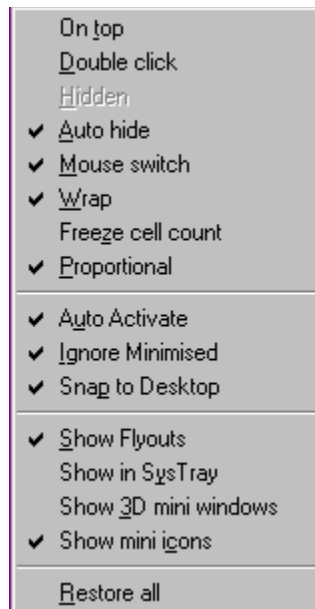 On top
Double click
Hidden
Auto hide
Mouse switch
Wrap
Freeze cell count
Proportional
Auto Activate
Ignore Minimised
Snap to Desktop
Show Flyouts
Show in SysTray
Show 3D mini windows
Show mini icons
Restore all